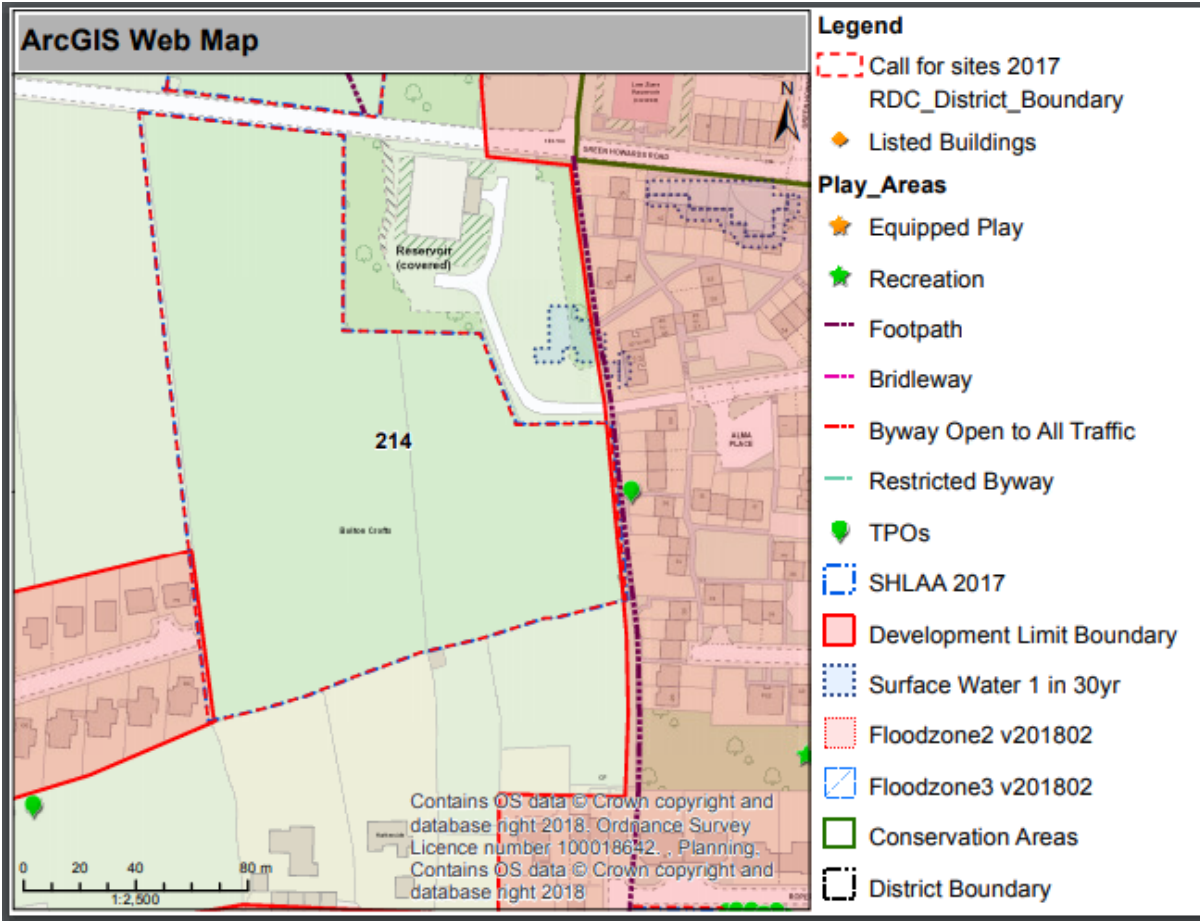 ArcGIS Web Map
N
GREEN HOWARDS ROAD
Reservoir
(covered)
ALMA
PLACE
214
Belton Crofts
Contains OS data © Crown copyright and
database right 2018. Ordnance Survey
Licence number 100018642. , Planning,
Contains OS data © Crown copyright and
database right 2018
0 20 40 80 m
1:2,500
Legend
Call for sites 2017
RDC_District_Boundary
Listed Buildings
Play_Areas
Equipped Play
Recreation
Footpath
Bridleway
Byway Open to All Traffic
Restricted Byway
TPOs
SHLAA 2017
Development Limit Boundary
Surface Water 1 in 30yr
Floodzone2 v201802
Floodzone3 v201802
Conservation Areas
District Boundary